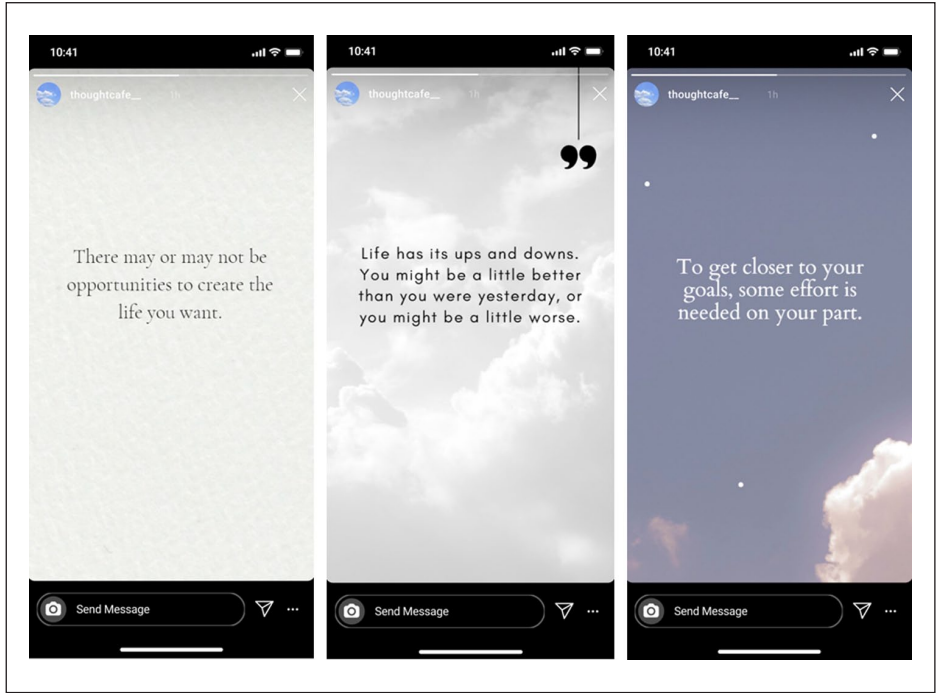 10:41
thoughtcafe__ 1h
There may or may not be
opportunities to create the
life you want.
Send Message
10:41
thoughtcafe__ 1h
❟❟
Life has its ups and downs.
You might be a little better
than you were yesterday, or
you might be a little worse.
Send Message
10:41
thoughtcafe__ 1h
To get closer to your
goals, some effort is
needed on your part.
Send Message